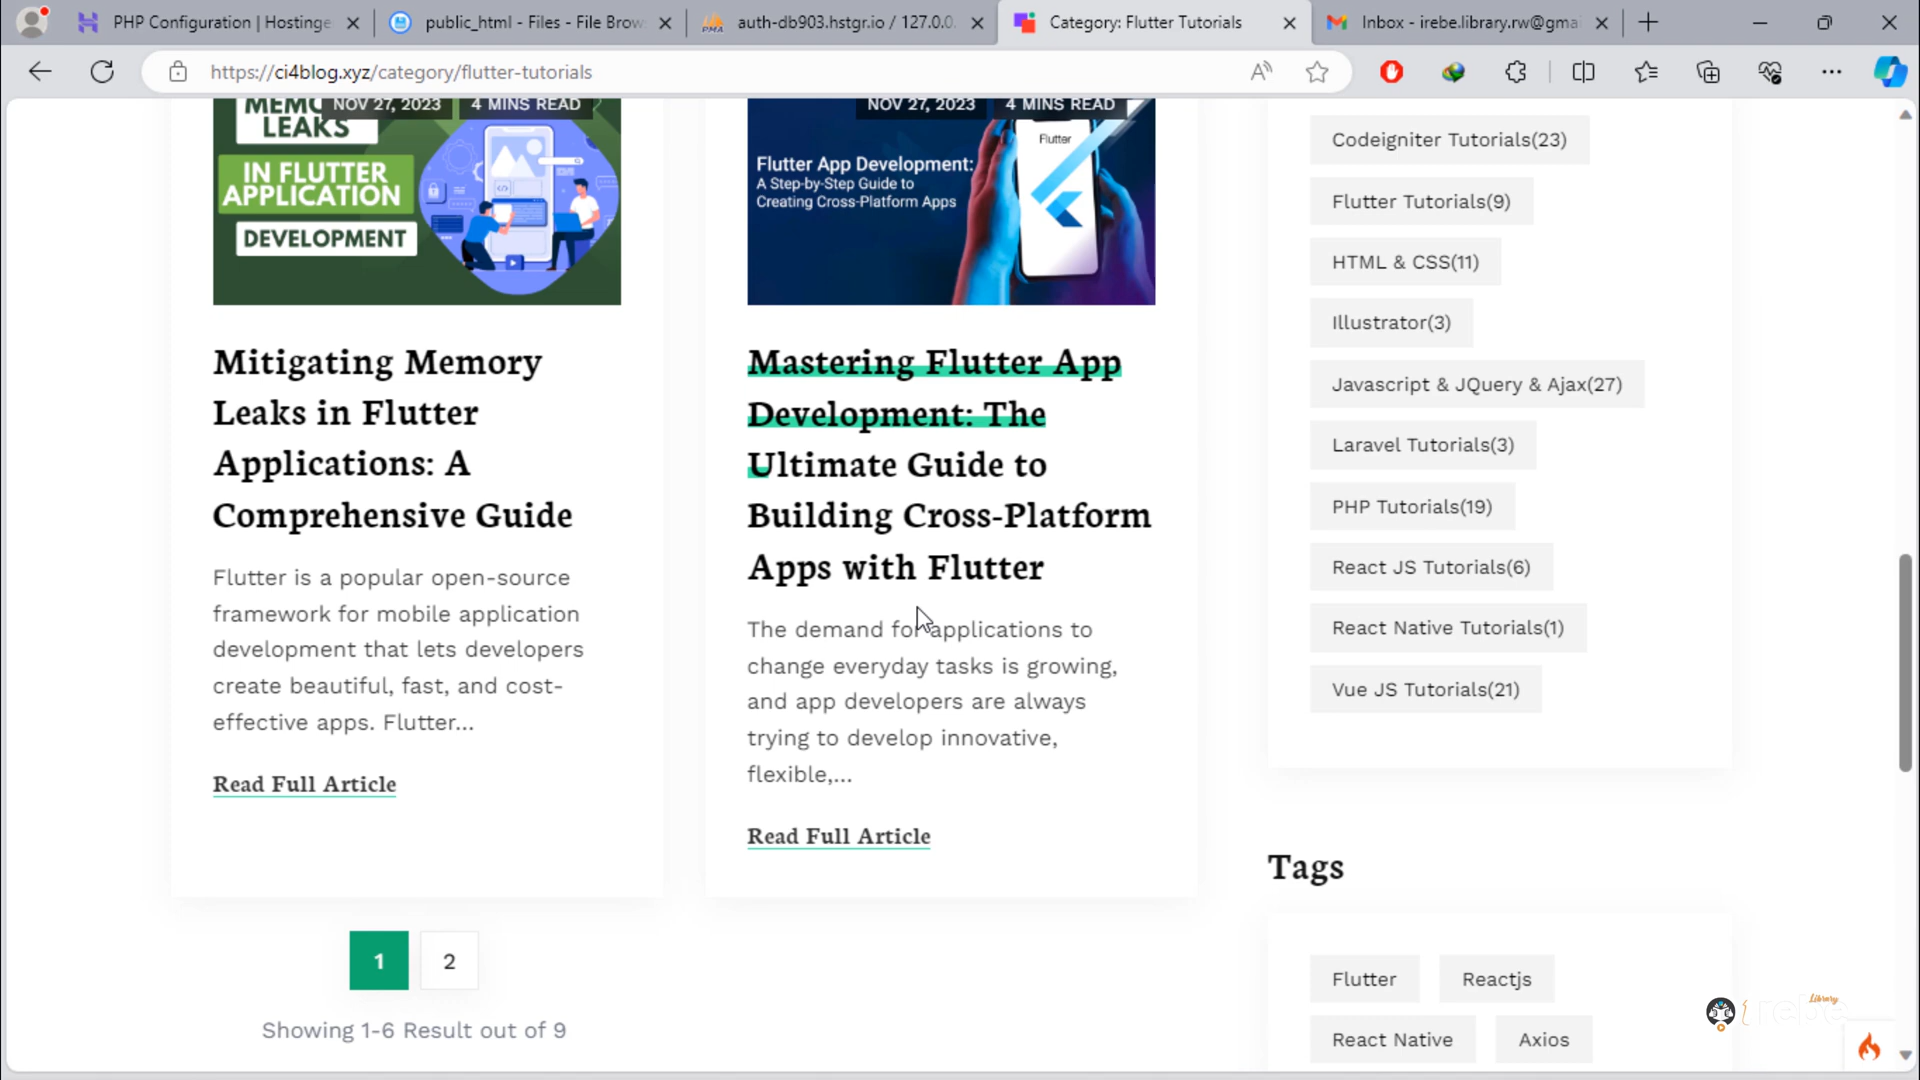 PHP Configuration | Hostinge
public_html - Files - File Brow
auth-db903.hstgr.io / 127.0.0.
Category: Flutter Tutorials
Inbox - irebe.library.rw@gma
https://ci4blog.xyz/category/flutter-tutorials
NOV 27, 2023
4 MINS READ
MEMO
LEAKS
IN FLUTTER
APPLICATION
DEVELOPMENT
Mitigating Memory
Leaks in Flutter
Applications: A
Comprehensive Guide
Flutter is a popular open-source
framework for mobile application
development that lets developers
create beautiful, fast, and cost-
effective apps. Flutter...
Read Full Article
NOV 27, 2023
4 MINS READ
Flutter
Flutter App Development:
A Step-by-Step Guide to
Creating Cross-Platform Apps
Mastering Flutter App
Development: The
Ultimate Guide to
Building Cross-Platform
Apps with Flutter
The demand for applications to
change everyday tasks is growing,
and app developers are always
trying to develop innovative,
flexible,...
Read Full Article
1
2
Showing 1-6 Result out of 9
Codeigniter Tutorials(23)
Flutter Tutorials(9)
HTML & CSS(11)
Illustrator(3)
Javascript & JQuery & Ajax(27)
Laravel Tutorials(3)
PHP Tutorials(19)
React JS Tutorials(6)
React Native Tutorials(1)
Vue JS Tutorials(21)
Tags
Flutter
Reactjs
React Native
Axios
Library